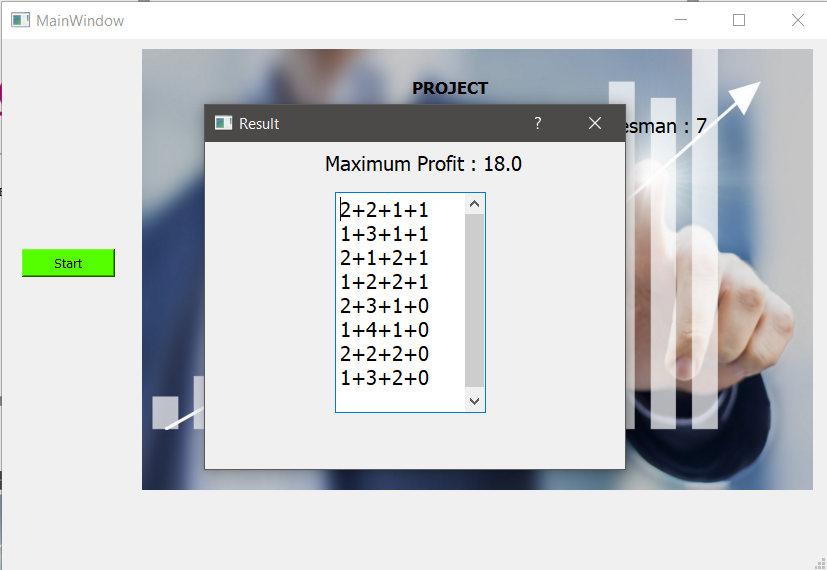 MainWindow
PROJECT
Result
?
esman : 7
Maximum Profit : 18.0
2+2+1+1
1+3+1+1
2+1+2+1
1+2+2+1
2+3+1+0
1+4+1+0
2+2+2+0
1+3+2+0
Start